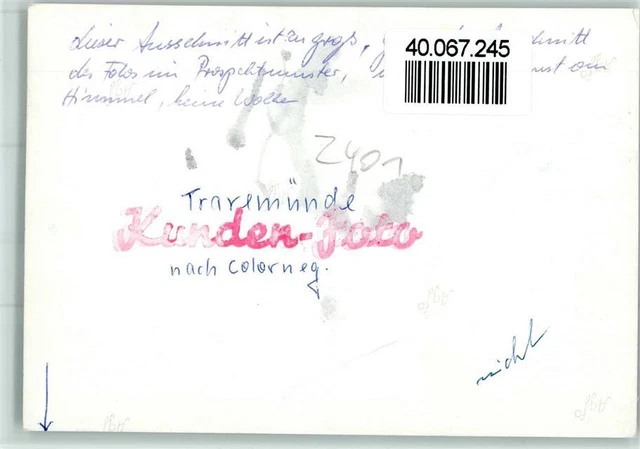 dieser Ausschnitt ist zu groß,
40.067.245
des Fotos im Prospektmuster,
Himmel, keine Wolke
2401
Travemünde
Kunden-Foto
nach Colorneg.
nicht